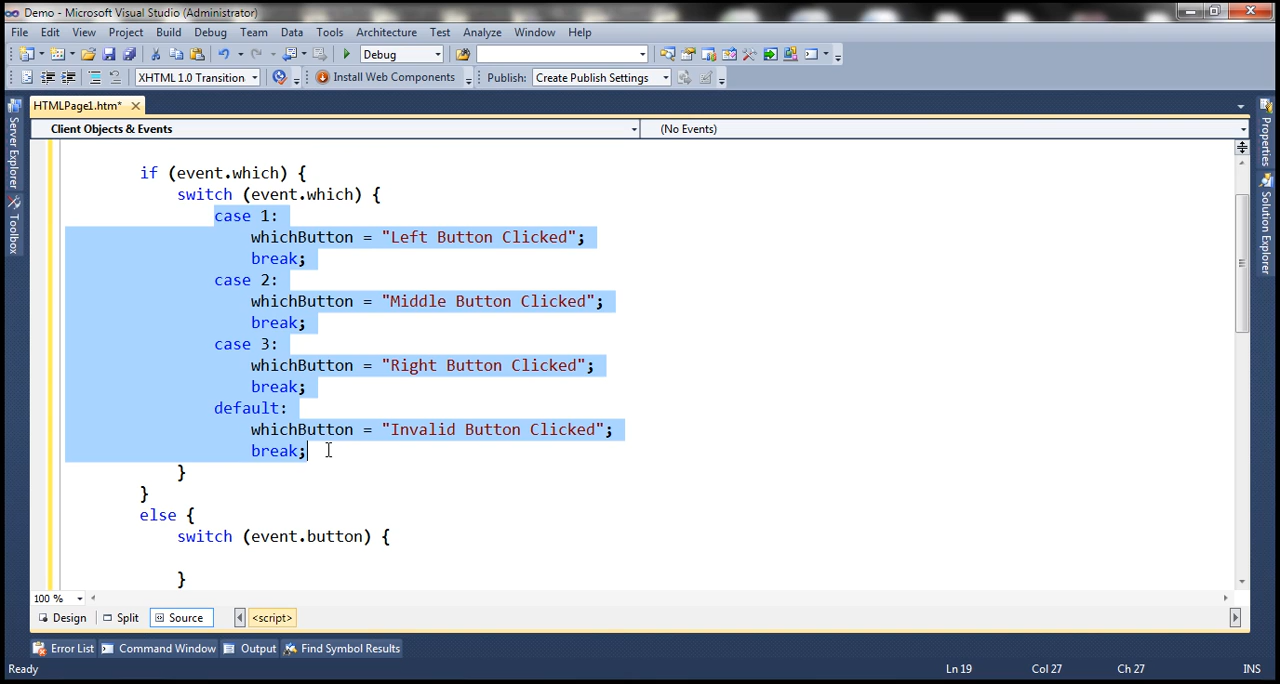 Demo - Microsoft Visual Studio (Administrator)
File Edit View Project Build Debug Team Data Tools Architecture Test Analyze Window Help
Debug
XHTML 1.0 Transition Install Web Components Publish: Create Publish Settings
HTMLPage1.htm*
Client Objects & Events (No Events)
Server Explorer
Toolbox
Properties
Solution Explorer
if (event.which) {
switch (event.which) {
case 1:
whichButton = "Left Button Clicked";
break;
case 2:
whichButton = "Middle Button Clicked";
break;
case 3:
whichButton = "Right Button Clicked";
break;
default:
whichButton = "Invalid Button Clicked";
break;
}
}
else {
switch (event.button) {
}
100 %
Design Split Source <script>
Error List Command Window Output Find Symbol Results
Ready Ln 19 Col 27 Ch 27 INS